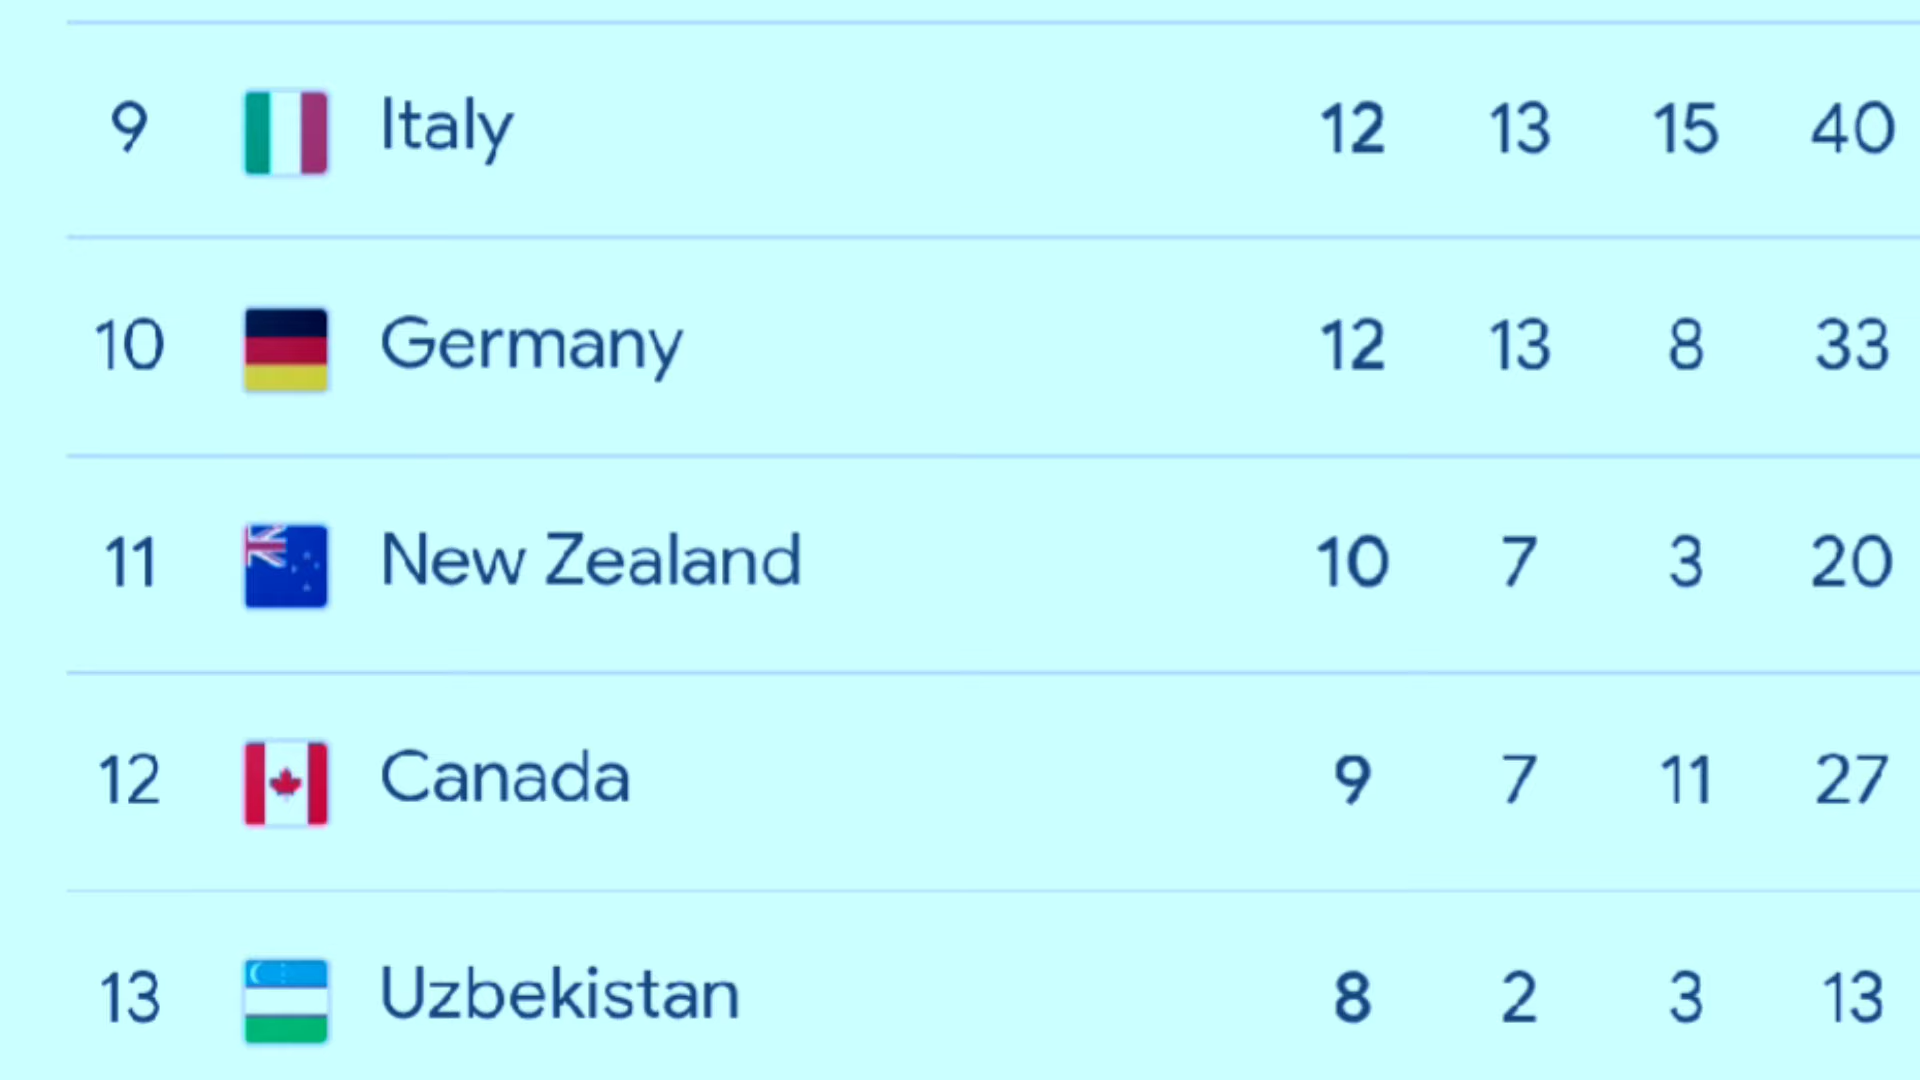 9 Italy 12 13 15 40
10 Germany 12 13 8 33
11 New Zealand 10 7 3 20
12 Canada 9 7 11 27
13 Uzbekistan 8 2 3 13